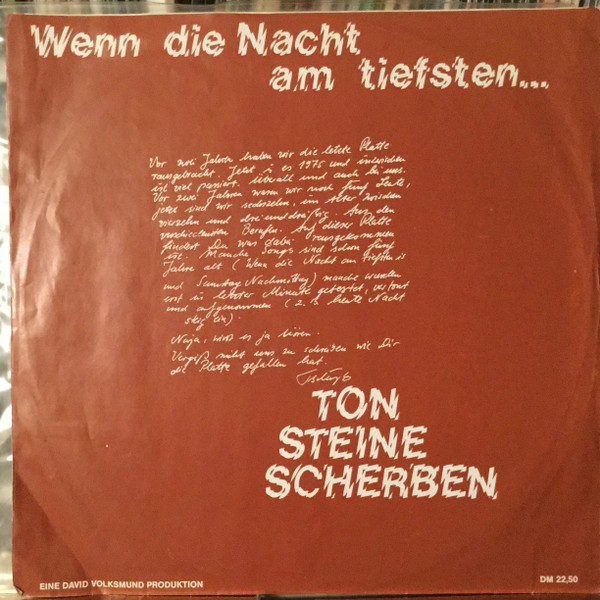 Wenn die Nacht
am tiefsten...
Vor zwei Jahren haben wir die letzte Platte
rausgebracht. Jetzt is es 1975 und inzwischen
ist viel passiert. Überall und auch bei uns.
Vor zwei Jahren waren wir noch fünf Leute,
jetzt sind wir sechzehn, im Alter zwischen
vierzehn und dreiunddreißig. Aus den
verschiedensten Berufen. Auf dieser Platte
findest Du was dabei rausgekommen
ist. Manche Songs sind schon fünf
Jahre alt (Wenn die Nacht am tiefsten is
und Samstag Nachmittag) manche wurden
erst in letzter Minute getextet, vertont
und aufgenommen (z.B. heute Nacht
steig ein).
Naja, wirst es ja hören.
Vergiß nicht uns zu schreiben wie Dir
die Platte gefallen hat.
TON
STEINE
SCHERBEN
EINE DAVID VOLKSMUND PRODUKTION
DM 22,50